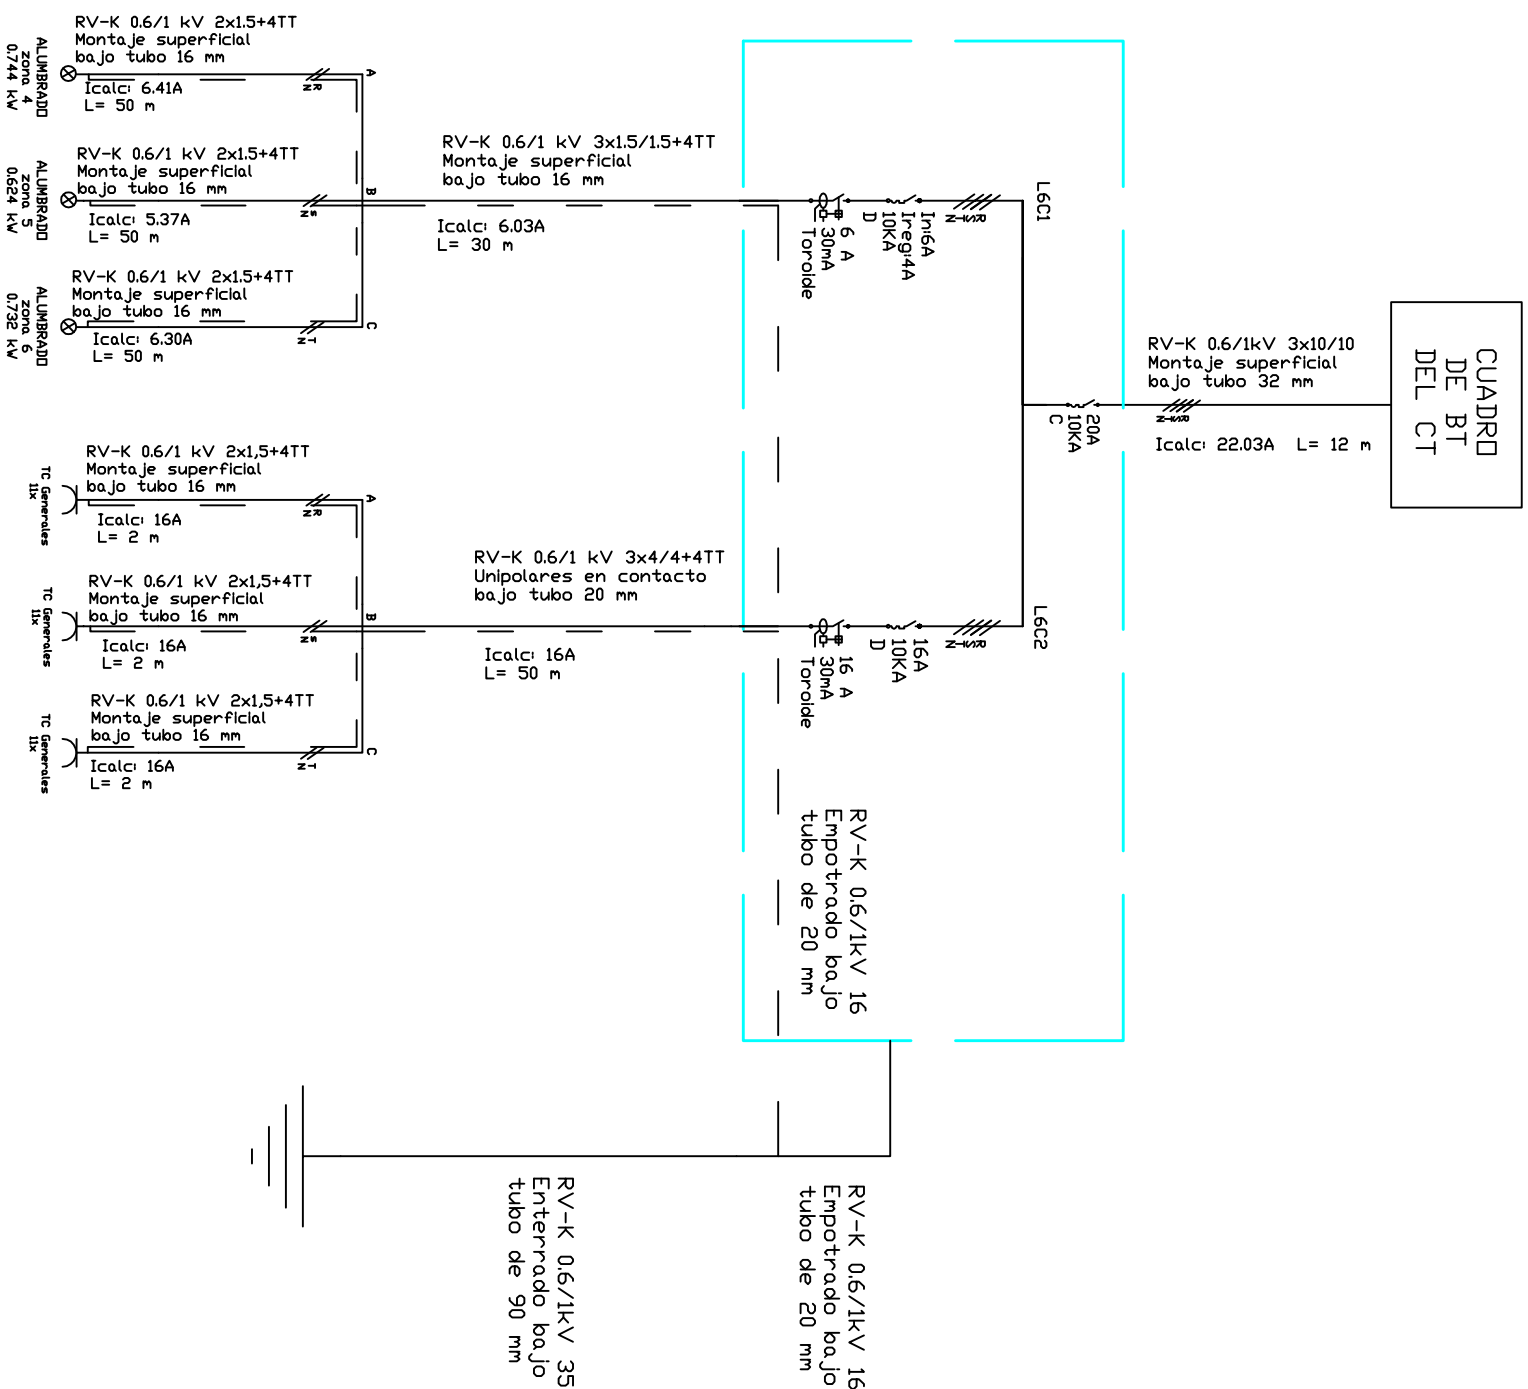 RV-K 0.6/1 kV 2x1.5+4TT
Montaje superficial
bajo tubo 16 mm
Icalc: 6.41A
L= 50 m
A
R
N
ALUMBRADO
zona 4
0.744 kW
RV-K 0.6/1 kV 2x1.5+4TT
Montaje superficial
bajo tubo 16 mm
Icalc: 5.37A
L= 50 m
B
S
N
ALUMBRADO
zona 5
0.624 kW
RV-K 0.6/1 kV 2x1.5+4TT
Montaje superficial
bajo tubo 16 mm
Icalc: 6.30A
L= 50 m
C
T
N
ALUMBRADO
zona 6
0.732 kW
RV-K 0.6/1 kV 3x1.5/1.5+4TT
Montaje superficial
bajo tubo 16 mm
Icalc: 6.03A
L= 30 m
6 A
30mA
Toroide
In:6A
Ireg:4A
10KA
D
RST
N
L6C1
CUADRO
DE BT
DEL CT
RV-K 0.6/1kV 3x10/10
Montaje superficial
bajo tubo 32 mm
RST
N
Icalc: 22.03A L= 12 m
20A
10KA
C
RV-K 0.6/1 kV 2x1,5+4TT
Montaje superficial
bajo tubo 16 mm
Icalc: 16A
L= 2 m
A
R
N
TC Generales
11x
RV-K 0.6/1 kV 2x1,5+4TT
Montaje superficial
bajo tubo 16 mm
Icalc: 16A
L= 2 m
B
S
N
TC Generales
11x
RV-K 0.6/1 kV 2x1,5+4TT
Montaje superficial
bajo tubo 16 mm
Icalc: 16A
L= 2 m
C
T
N
TC Generales
11x
RV-K 0.6/1 kV 3x4/4+4TT
Unipolares en contacto
bajo tubo 20 mm
Icalc: 16A
L= 50 m
16 A
30mA
Toroide
16A
10KA
D
RST
N
L6C2
RV-K 0.6/1kV 16
Empotrado bajo
tubo de 20 mm
RV-K 0.6/1kV 16
Empotrado bajo
tubo de 20 mm
RV-K 0.6/1kV 35
Enterrado bajo
tubo de 90 mm